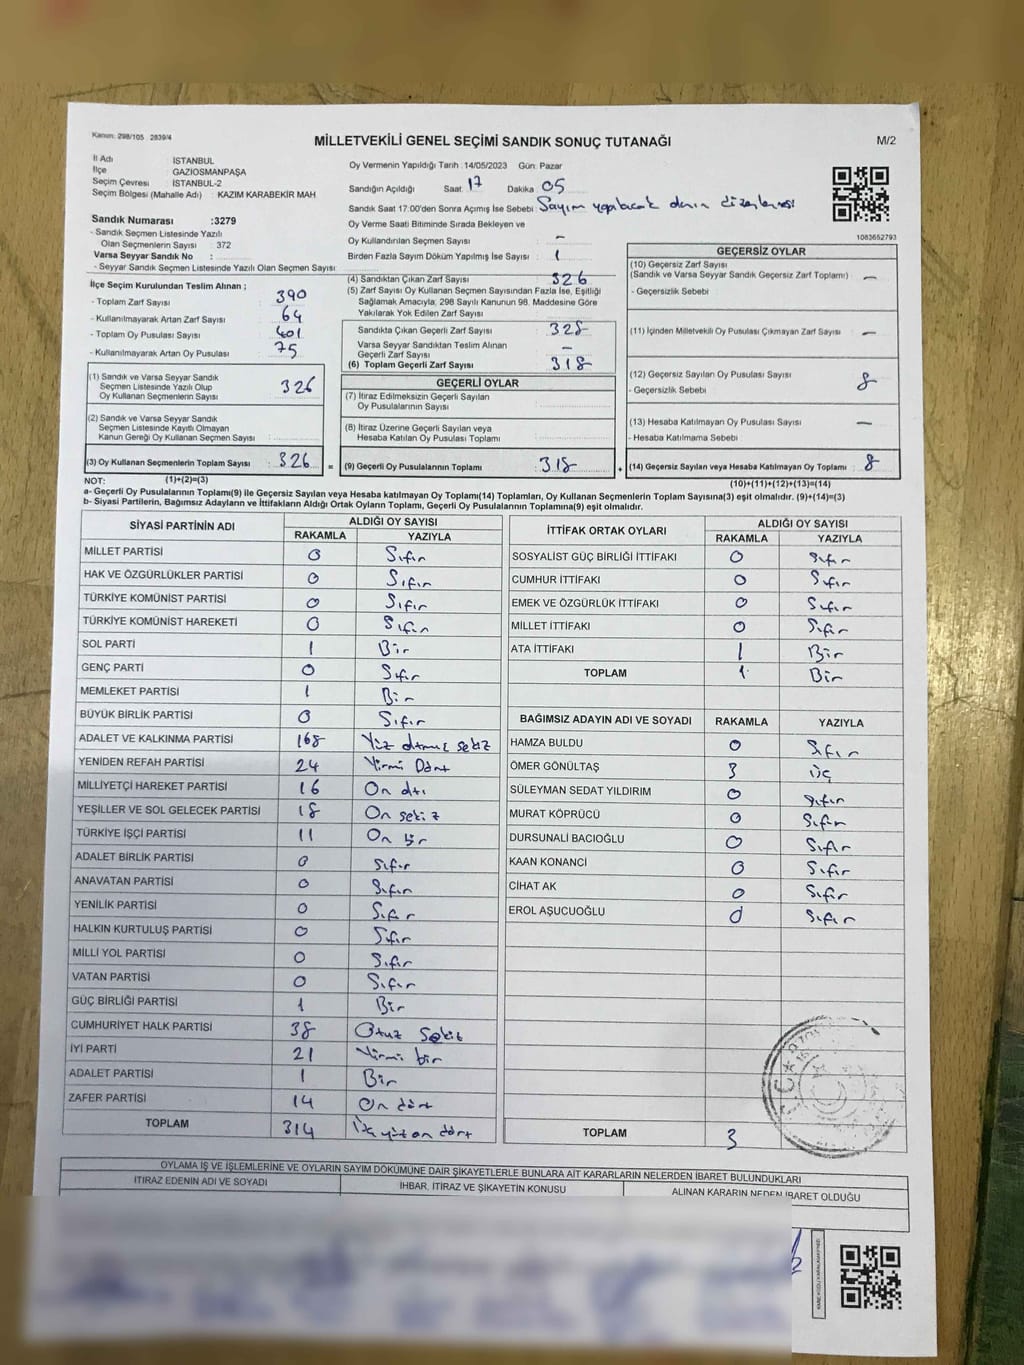 Kanun: 298/105 2839/4
MİLLETVEKİLİ GENEL SEÇİMİ SANDIK SONUÇ TUTANAĞI
M/2
İl Adı İSTANBUL
İlçe GAZİOSMANPAŞA
Seçim Çevresi İSTANBUL-2
Seçim Bölgesi (Mahalle Adı) : KAZIM KARABEKİR MAH
Sandık Numarası :3279
- Sandık Seçmen Listesinde Yazılı
Olan Seçmenlerin Sayısı : 372
Varsa Seyyar Sandık No :
- Seyyar Sandık Seçmen Listesinde Yazılı Olan Seçmen Sayısı
Oy Vermenin Yapıldığı Tarih :14/05/2023 Gün: Pazar
Sandığın Açıldığı Saat: 17 Dakika 05
Sandık Saat 17:00'den Sonra Açımış İse Sebebi : Sayım yapılacak
Oy Verme Saati Bitiminde Sırada Bekleyen ve
Oy Kullandırılan Seçmen Sayısı : -
Birden Fazla Sayım Döküm Yapılmış İse Sayısı : 1
1083652793
İlçe Seçim Kurulundan Teslim Alınan ;
- Toplam Zarf Sayısı : 390
- Kullanılmayarak Artan Zarf Sayısı : 64
- Toplam Oy Pusulası Sayısı : 401
- Kullanılmayarak Artan Oy Pusulası : 75
(4) Sandıktan Çıkan Zarf Sayısı : 326
(5) Zarf Sayısı Oy Kullanan Seçmen Sayısından Fazla İse, Eşitliği
Sağlamak Amacıyla, 298 Sayılı Kanunun 98. Maddesine Göre
Yakılarak Yok Edilen Zarf Sayısı :
Sandıkta Çıkan Geçerli Zarf Sayısı : 328
Varsa Seyyar Sandıktan Teslim Alınan
Geçerli Zarf Sayısı : -
(6) Toplam Geçerli Zarf Sayısı : 318
GEÇERSİZ OYLAR
(10) Geçersiz Zarf Sayısı
(Sandık ve Varsa Seyyar Sandık Geçersiz Zarf Toplamı) : -
- Geçersizlik Sebebi
(11) İçinden Milletvekili Oy Pusulası Çıkmayan Zarf Sayısı : -
(12) Geçersiz Sayılan Oy Pusulası Sayısı : 8
- Geçersizlik Sebebi
(13) Hesaba Katılmayan Oy Pusulası Sayısı : -
- Hesaba Katılmama Sebebi
(14) Geçersiz Sayılan veya Hesaba Katılmayan Oy Toplamı : 8
(10)+(11)+(12)+(13)=(14)
(1) Sandık ve Varsa Seyyar Sandık
Seçmen Listesinde Yazılı Olup
Oy Kullanan Seçmenlerin Sayısı : 326
(2) Sandık ve Varsa Seyyar Sandık
Seçmen Listesinde Kayıtlı Olmayan
Kanun Gereği Oy Kullanan Seçmen Sayısı :
(3) Oy Kullanan Seçmenlerin Toplam Sayısı : 326
(1)+(2)=(3)
=
GEÇERLİ OYLAR
(7) İtiraz Edilmeksizin Geçerli Sayılan
Oy Pusulalarının Sayısı :
(8) İtiraz Üzerine Geçerli Sayılan veya
Hesaba Katılan Oy Pusulası Toplamı :
(9) Geçerli Oy Pusulalarının Toplamı : 318
+
NOT:
a- Geçerli Oy Pusulalarının Toplamı(9) ile Geçersiz Sayılan veya Hesaba katılmayan Oy Toplamı(14) Toplamları, Oy Kullanan Seçmenlerin Toplam Sayısına(3) eşit olmalıdır. (9)+(14)=(3)
b- Siyasi Partilerin, Bağımsız Adayların ve İttifakların Aldığı Ortak Oyların Toplamı, Geçerli Oy Pusulalarının Toplamına(9) eşit olmalıdır.
SİYASİ PARTİNİN ADI ALDIĞI OY SAYISI
RAKAMLA YAZIYLA
MİLLET PARTİSİ 0 Sıfır
HAK VE ÖZGÜRLÜKLER PARTİSİ 0 Sıfır
TÜRKİYE KOMÜNİST PARTİSİ 0 Sıfır
TÜRKİYE KOMÜNİST HAREKETİ 0 Sıfır
SOL PARTİ 1 Bir
GENÇ PARTİ 0 Sıfır
MEMLEKET PARTİSİ 1 Bir
BÜYÜK BİRLİK PARTİSİ 0 Sıfır
ADALET VE KALKINMA PARTİSİ 168 Yüz atmış sekiz
YENİDEN REFAH PARTİSİ 24 Yirmi Dört
MİLLİYETÇİ HAREKET PARTİSİ 16 On altı
YEŞİLLER VE SOL GELECEK PARTİSİ 18 On sekiz
TÜRKİYE İŞÇİ PARTİSİ 11 On bir
ADALET BİRLİK PARTİSİ 0 Sıfır
ANAVATAN PARTİSİ 0 Sıfır
YENİLİK PARTİSİ 0 Sıfır
HALKIN KURTULUŞ PARTİSİ 0 Sıfır
MİLLİ YOL PARTİSİ 0 Sıfır
VATAN PARTİSİ 0 Sıfır
GÜÇ BİRLİĞİ PARTİSİ 1 Bir
CUMHURİYET HALK PARTİSİ 38 Otuz Sekiz
İYİ PARTİ 21 Yirmi bir
ADALET PARTİSİ 1 Bir
ZAFER PARTİSİ 14 On dört
TOPLAM 314 Üç yüz on dört
İTTİFAK ORTAK OYLARI ALDIĞI OY SAYISI
RAKAMLA YAZIYLA
SOSYALİST GÜÇ BİRLİĞİ İTTİFAKI 0 Sıfır
CUMHUR İTTİFAKI 0 Sıfır
EMEK VE ÖZGÜRLÜK İTTİFAKI 0 Sıfır
MİLLET İTTİFAKI 0 Sıfır
ATA İTTİFAKI 1 Bir
TOPLAM 1 Bir
BAĞIMSIZ ADAYIN ADI VE SOYADI RAKAMLA YAZIYLA
HAMZA BULDU 0 Sıfır
ÖMER GÖNÜLTAŞ 3 üç
SÜLEYMAN SEDAT YILDIRIM 0 Sıfır
MURAT KÖPRÜCÜ 0 Sıfır
DURSUNALİ BACIOĞLU 0 Sıfır
KAAN KONANCİ 0 Sıfır
CİHAT AK 0 Sıfır
EROL AŞUCUOĞLU 0 Sıfır
TOPLAM 3
OYLAMA İŞ VE İŞLEMLERİNE VE OYLARIN SAYIM DÖKÜMÜNE DAİR ŞİKAYETLERLE BUNLARA AİT KARARLARIN NELERDEN İBARET BULUNDUKLARI
İTİRAZ EDENİN ADI VE SOYADI İHBAR, İTİRAZ VE ŞİKAYETİN KONUSU ALINAN KARARIN NEDEN İBARET OLDUĞU